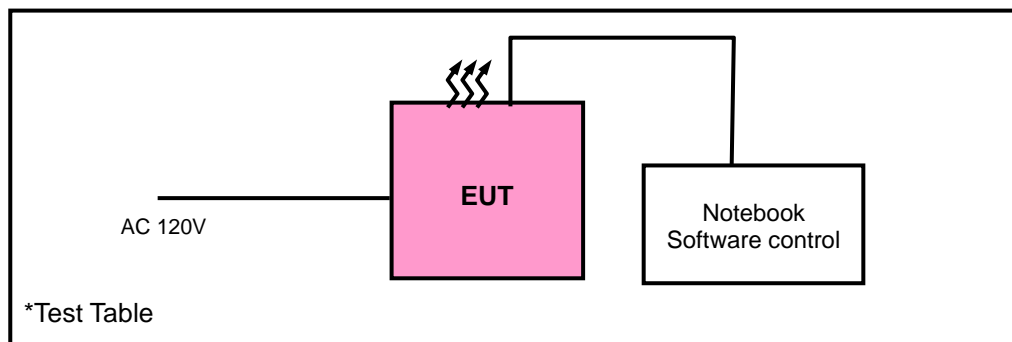 EUT
AC 120V
Notebook
Software control
*Test Table